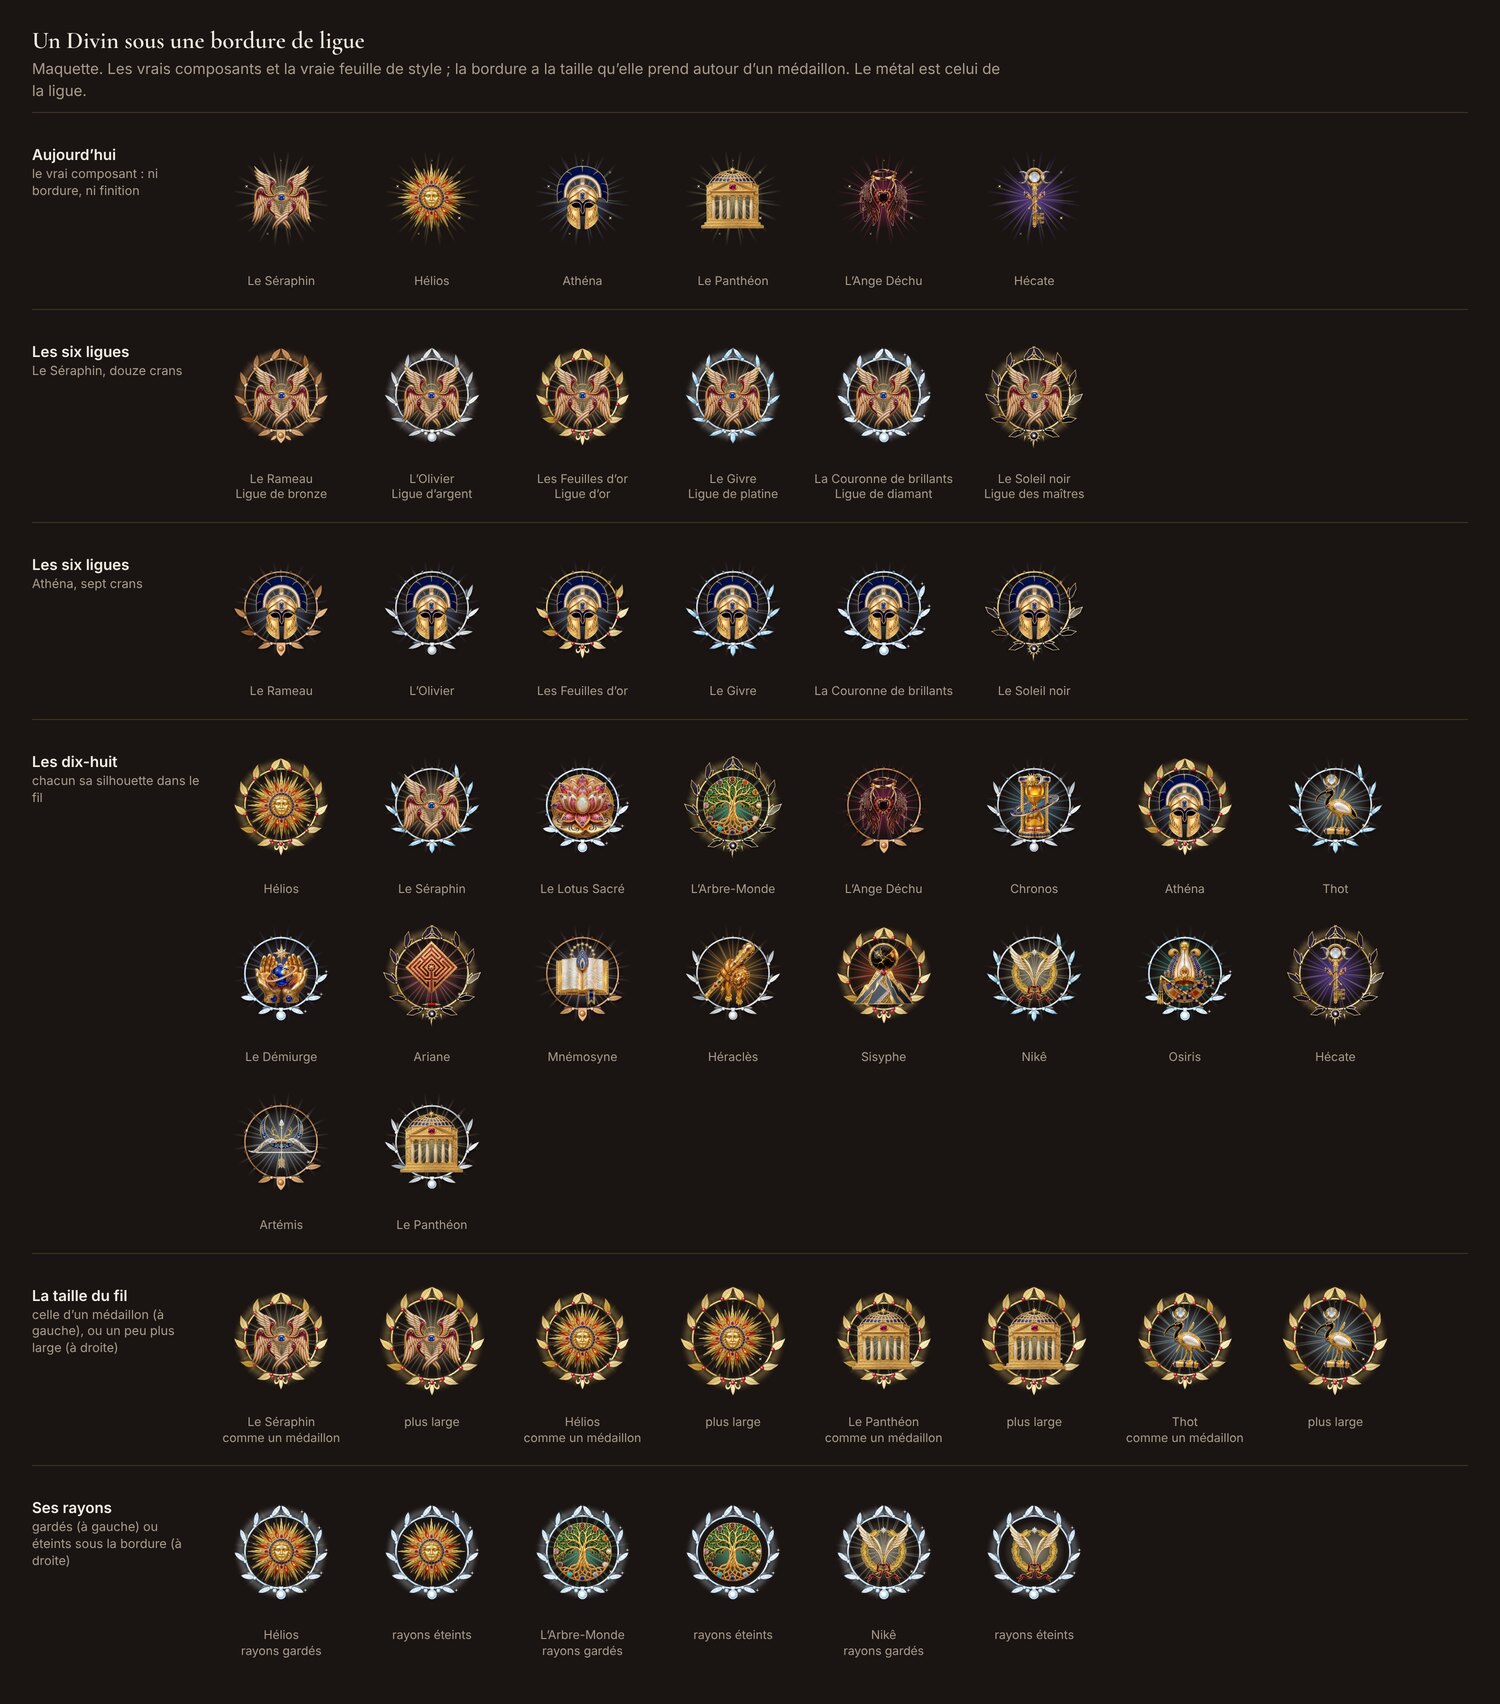 Un Divin sous une bordure de ligue
Maquette. Les vrais composants et la vraie feuille de style ; la bordure a la taille qu’elle prend autour d’un médaillon. Le métal est celui de
la ligue.
Aujourd’hui
le vrai composant : ni
bordure, ni finition
Le Séraphin
Hélios
Athéna
Le Panthéon
L’Ange Déchu
Hécate
Les six ligues
Le Séraphin, douze crans
Le Rameau
Ligue de bronze
L’Olivier
Ligue d’argent
Les Feuilles d’or
Ligue d’or
Le Givre
Ligue de platine
La Couronne de brillants
Ligue de diamant
Le Soleil noir
Ligue des maîtres
Les six ligues
Athéna, sept crans
Le Rameau
L’Olivier
Les Feuilles d’or
Le Givre
La Couronne de brillants
Le Soleil noir
Les dix-huit
chacun sa silhouette dans le
fil
Hélios
Le Séraphin
Le Lotus Sacré
L’Arbre-Monde
L’Ange Déchu
Chronos
Athéna
Thot
Le Démiurge
Ariane
Mnémosyne
Héraclès
Sisyphe
Nikê
Osiris
Hécate
Artémis
Le Panthéon
La taille du fil
celle d’un médaillon (à
gauche), ou un peu plus
large (à droite)
Le Séraphin
comme un médaillon
plus large
Hélios
comme un médaillon
plus large
Le Panthéon
comme un médaillon
plus large
Thot
comme un médaillon
plus large
Ses rayons
gardés (à gauche) ou
éteints sous la bordure (à
droite)
Hélios
rayons gardés
rayons éteints
L’Arbre-Monde
rayons gardés
rayons éteints
Nikê
rayons gardés
rayons éteints